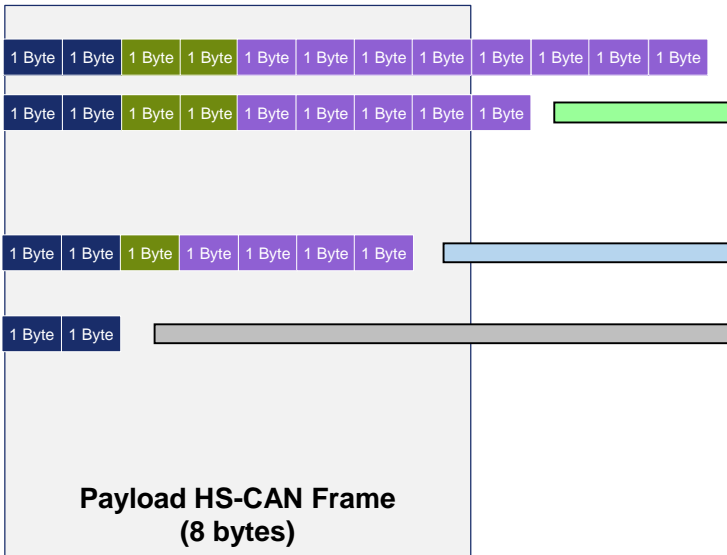 1 Byte 1 Byte 1 Byte 1 Byte 1 Byte 1 Byte 1 Byte 1 Byte 1 Byte 1 Byte 1 Byte 1 Byte
1 Byte 1 Byte 1 Byte 1 Byte 1 Byte 1 Byte 1 Byte 1 Byte 1 Byte
1 Byte 1 Byte 1 Byte 1 Byte 1 Byte 1 Byte 1 Byte
1 Byte 1 Byte
Payload HS-CAN Frame
(8 bytes)